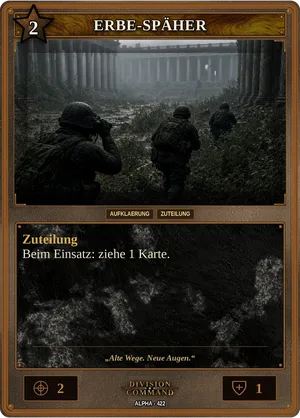 2
ERBE-SPÄHER
AUFKLAERUNG ZUTEILUNG
Zuteilung
Beim Einsatz: ziehe 1 Karte.
„Alte Wege. Neue Augen.“
2
DIVISION
COMMAND
1
ALPHA · 422